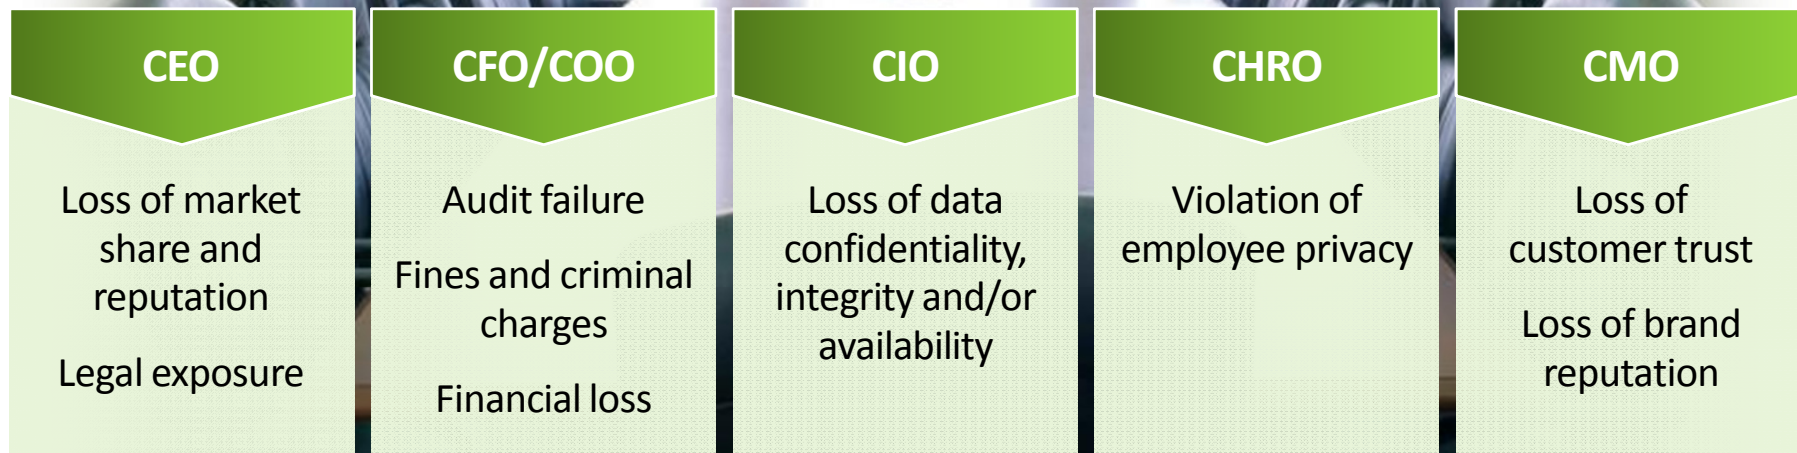 CEO
Loss of market
share and
reputation
Legal exposure
CFO/COO
Audit failure
Fines and criminal
charges
Financial loss
CIO
Loss of data
confidentiality,
integrity and/or
availability
CHRO
Violation of
employee privacy
CMO
Loss of
customer trust
Loss of brand
reputation